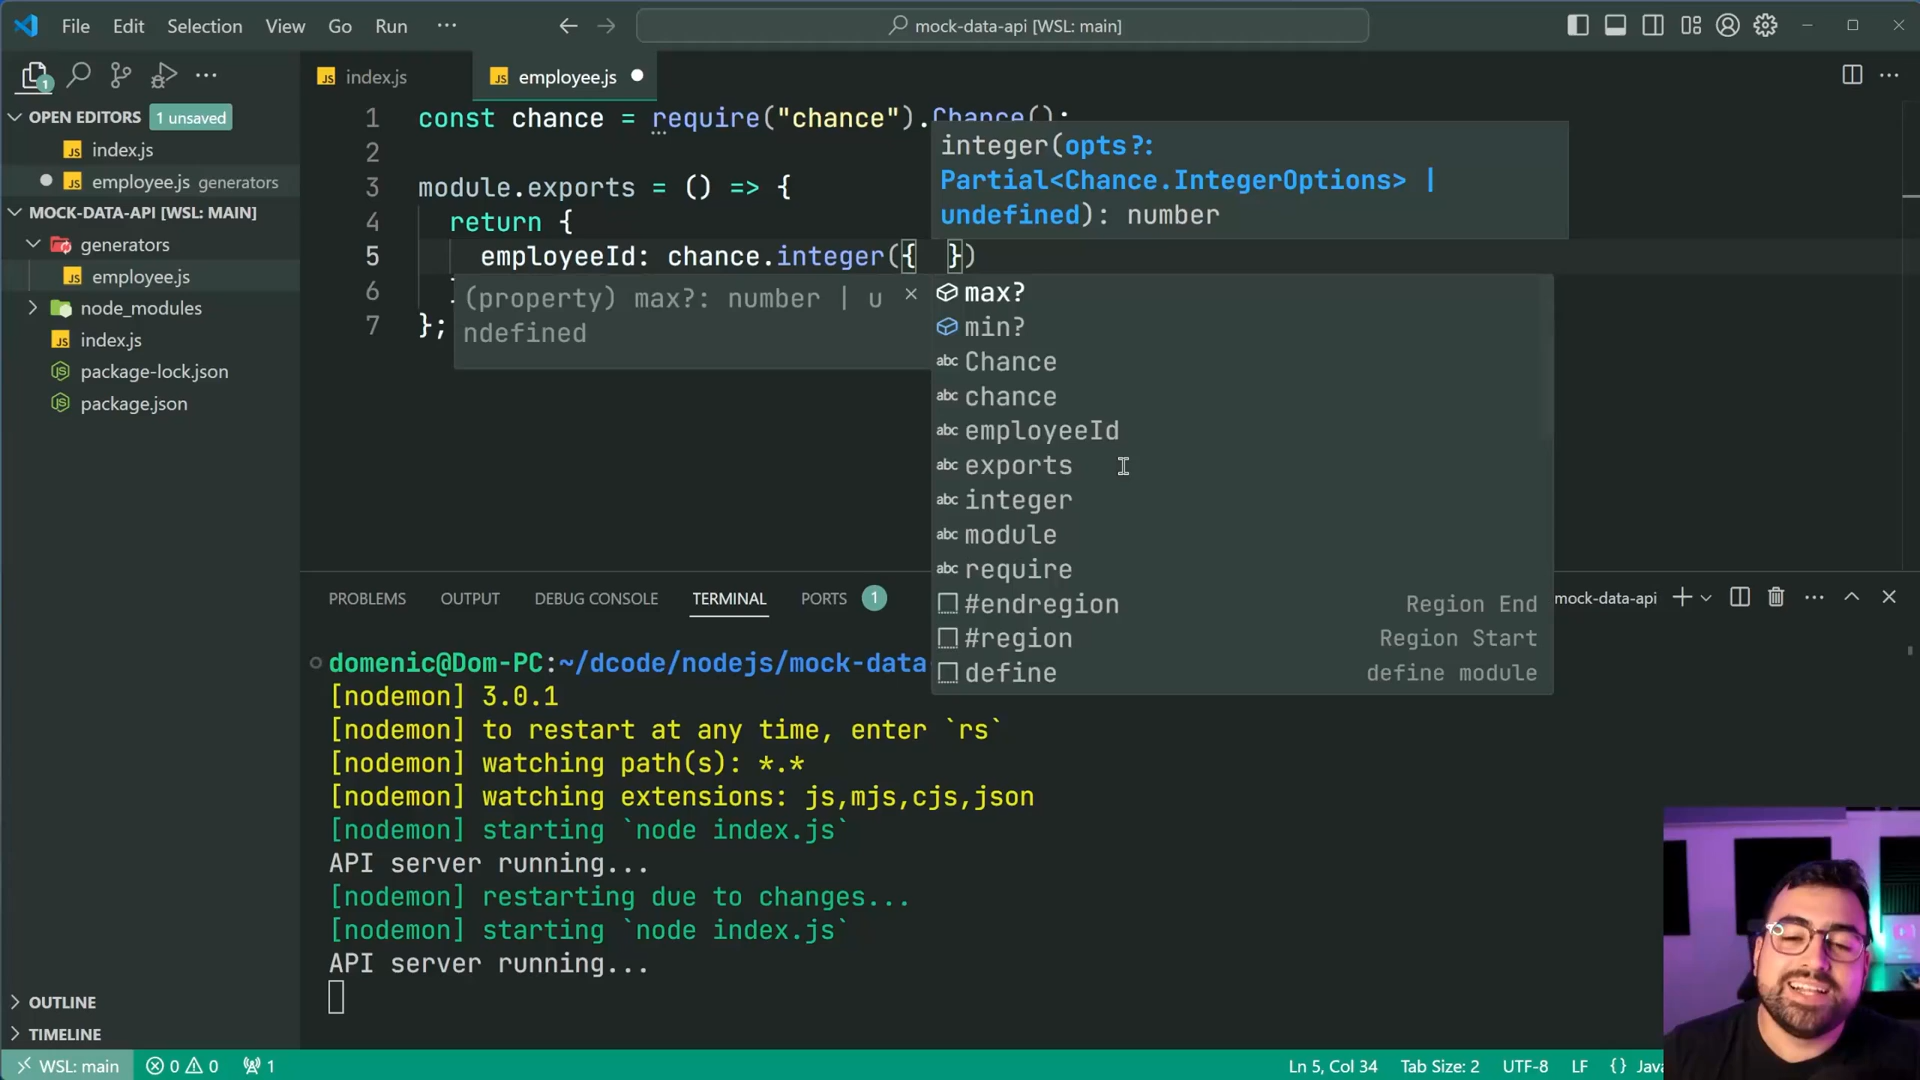 File Edit Selection View Go Run ···
mock-data-api [WSL: main]
1
OPEN EDITORS 1 unsaved
index.js
employee.js generators
MOCK-DATA-API [WSL: MAIN]
generators
employee.js
node_modules
index.js
package-lock.json
package.json
OUTLINE
TIMELINE
index.js employee.js
1 const chance = require("chance").Chance();
2
3 module.exports = () => {
4 return {
5 employeeId: chance.integer({ })
6
7 };
integer(opts?:
Partial<Chance.IntegerOptions> |
undefined): number
(property) max?: number | u
ndefined
max?
min?
Chance
chance
employeeId
exports
integer
module
require
#endregion Region End
#region Region Start
define define module
PROBLEMS OUTPUT DEBUG CONSOLE TERMINAL PORTS 1 mock-data-api
domenic@Dom-PC:~/dcode/nodejs/mock-data
[nodemon] 3.0.1
[nodemon] to restart at any time, enter `rs`
[nodemon] watching path(s): *.*
[nodemon] watching extensions: js,mjs,cjs,json
[nodemon] starting `node index.js`
API server running...
[nodemon] restarting due to changes...
[nodemon] starting `node index.js`
API server running...
WSL: main 0 0 1 Ln 5, Col 34 Tab Size: 2 UTF-8 LF {} Java